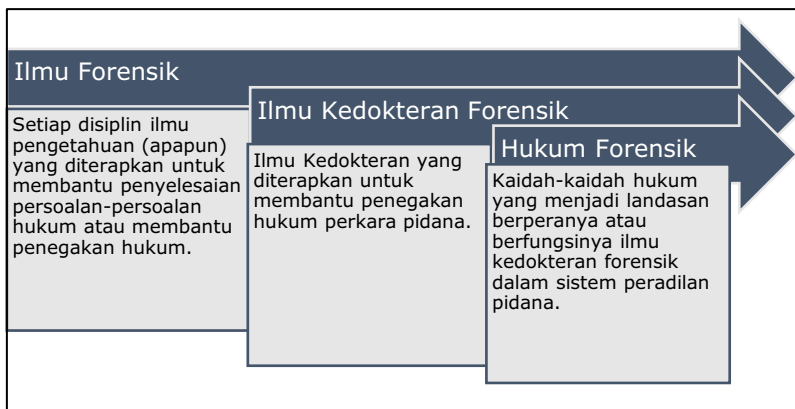 Ilmu Forensik
Setiap disiplin ilmu
pengetahuan (apapun)
yang diterapkan untuk
membantu penyelesaian
persoalan-persoalan
hukum atau membantu
penegakan hukum.
Ilmu Kedokteran Forensik
Ilmu Kedokteran yang
diterapkan untuk
membantu penegakan
hukum perkara pidana.
Hukum Forensik
Kaidah-kaidah hukum
yang menjadi landasan
berperanya atau
berfungsinya ilmu
kedokteran forensik
dalam sistem peradilan
pidana.